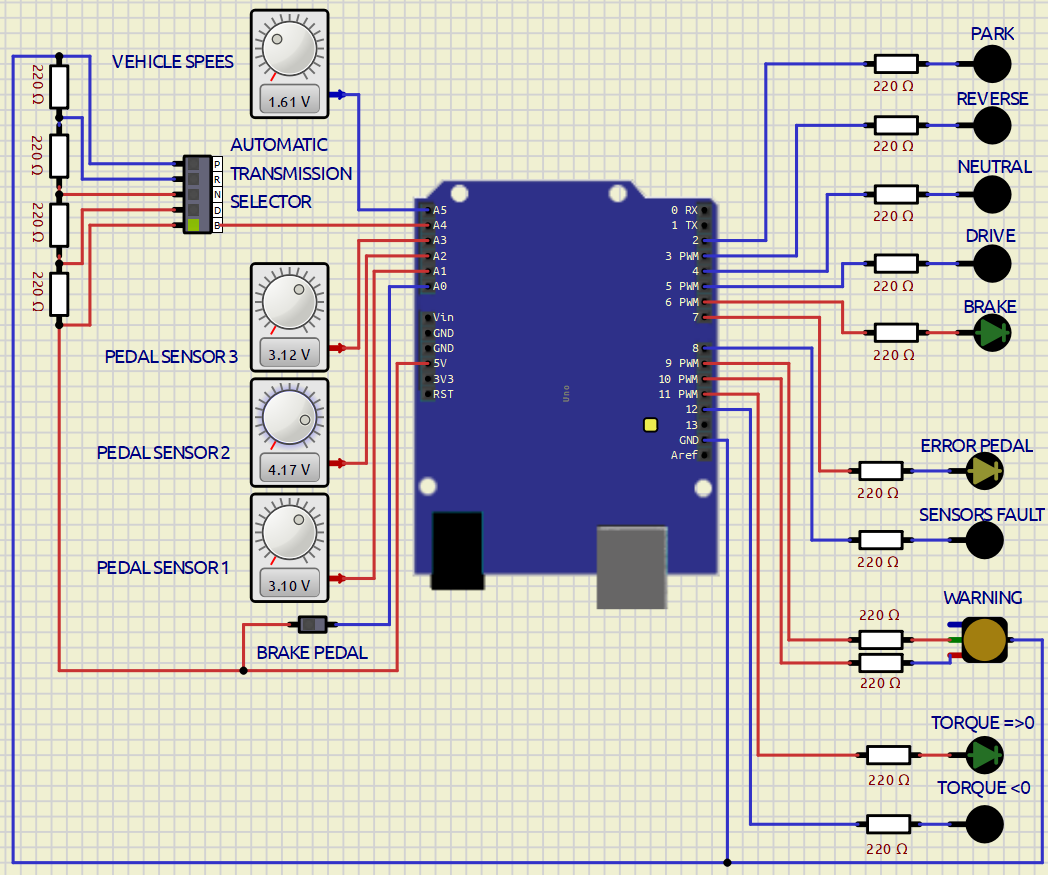 VEHICLE SPEES
1.61 V
220 Ω
220 Ω
220 Ω
220 Ω
AUTOMATIC
TRANSMISSION
SELECTOR
P
R
N
D
B
PEDAL SENSOR 3
3.12 V
PEDAL SENSOR 2
4.17 V
PEDAL SENSOR 1
3.10 V
BRAKE PEDAL
A5
A4
A3
A2
A1
A0
Vin
GND
GND
5V
3V3
RST
Uno
0 RX
1 TX
2
3 PWM
4
5 PWM
6 PWM
7
8
9 PWM
10 PWM
11 PWM
12
13
GND
Aref
PARK
220 Ω
REVERSE
220 Ω
NEUTRAL
220 Ω
DRIVE
220 Ω
BRAKE
220 Ω
ERROR PEDAL
220 Ω
SENSORS FAULT
220 Ω
WARNING
220 Ω
220 Ω
TORQUE =>0
220 Ω
TORQUE <0
220 Ω